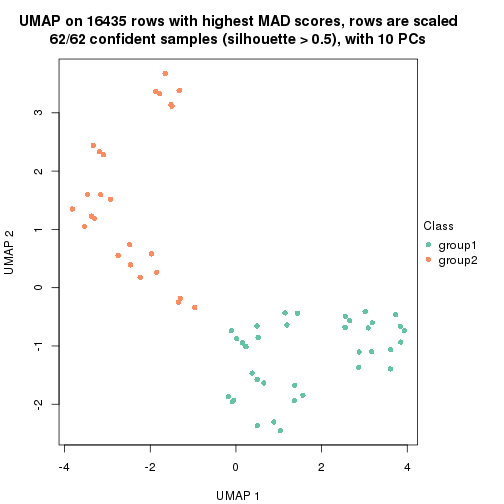 UMAP on 16435 rows with highest MAD scores, rows are scaled
62/62 confident samples (silhouette > 0.5), with 10 PCs
3
2
1
0
-1
-2
UMAP 2
-4
-2
0
2
4
UMAP 1
Class
group1
group2